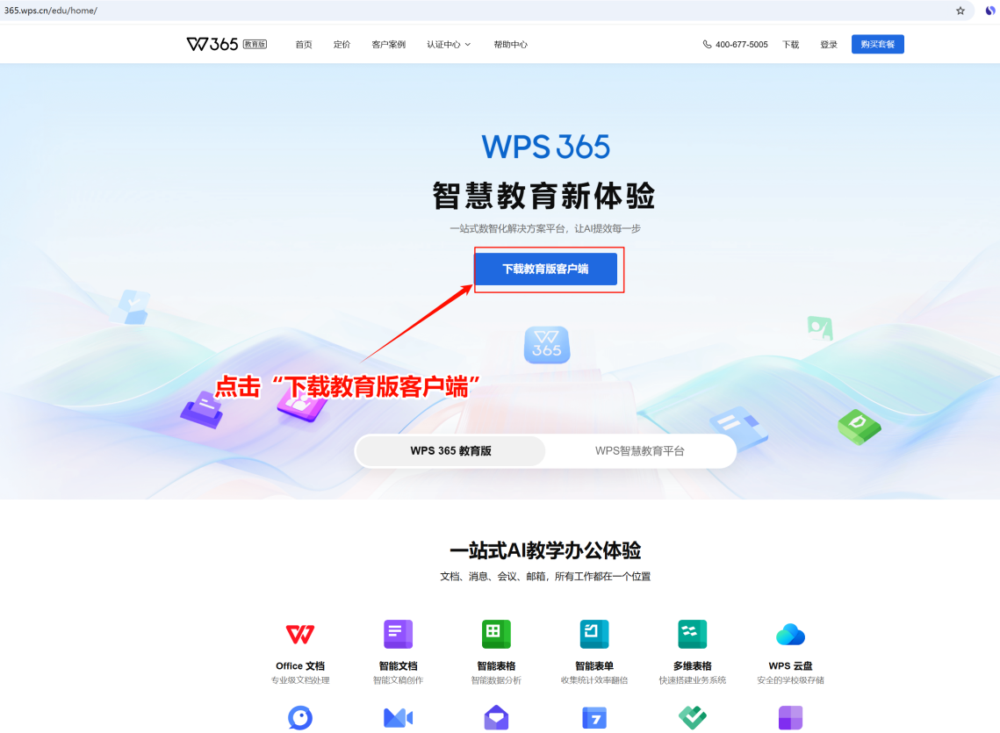 365.wps.cn/edu/home/
W365 教育版 首页 定价 客户案例 认证中心 帮助中心 400-677-5005 下载 登录 购买套餐
WPS 365
智慧教育新体验
一站式数智化解决方案平台，让AI提效每一步
下载教育版客户端
365
点击“下载教育版客户端”
WPS 365 教育版 WPS智慧教育平台
一站式AI教学办公体验
文档、消息、会议、邮箱，所有工作都在一个位置
Office 文档 智能文档 智能表格 智能表单 多维表格 WPS 云盘
专业级文档处理 智能文稿创作 智能数据分析 收集统计效率翻倍 快速搭建业务系统 安全的学校级存储
7